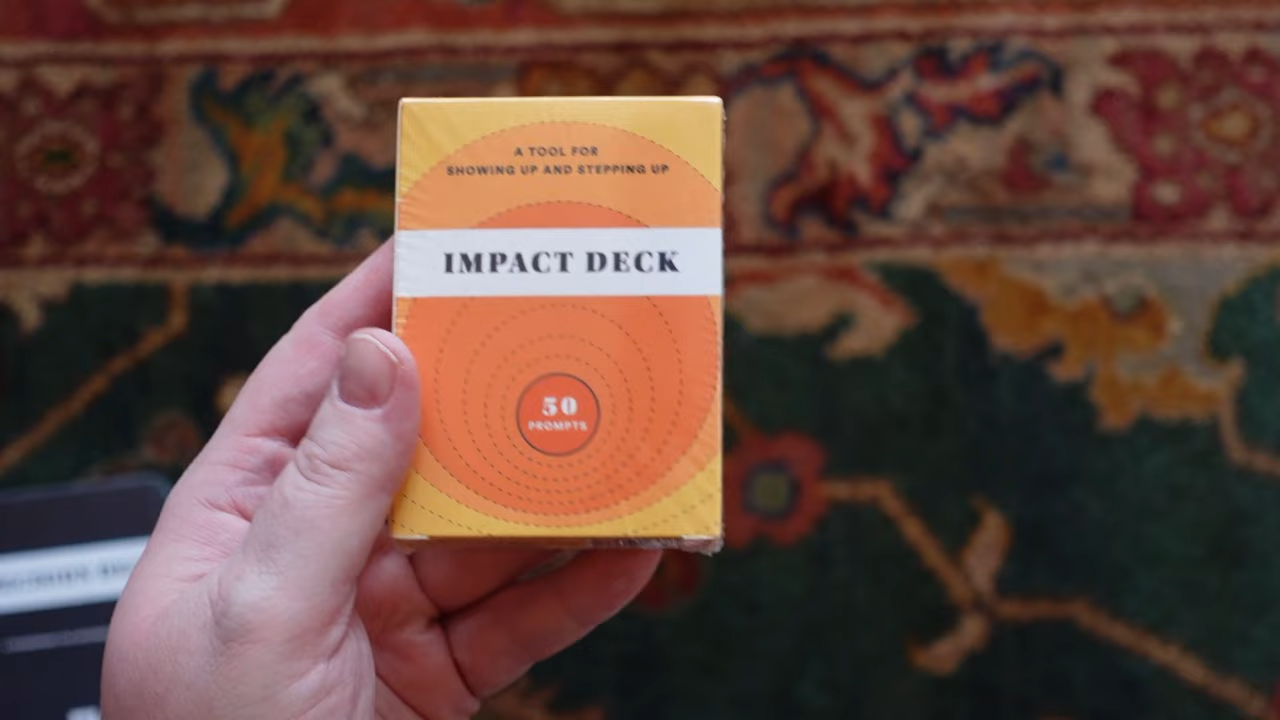 A TOOL FOR
SHOWING UP AND STEPPING UP
IMPACT DECK
50
PROMPTS